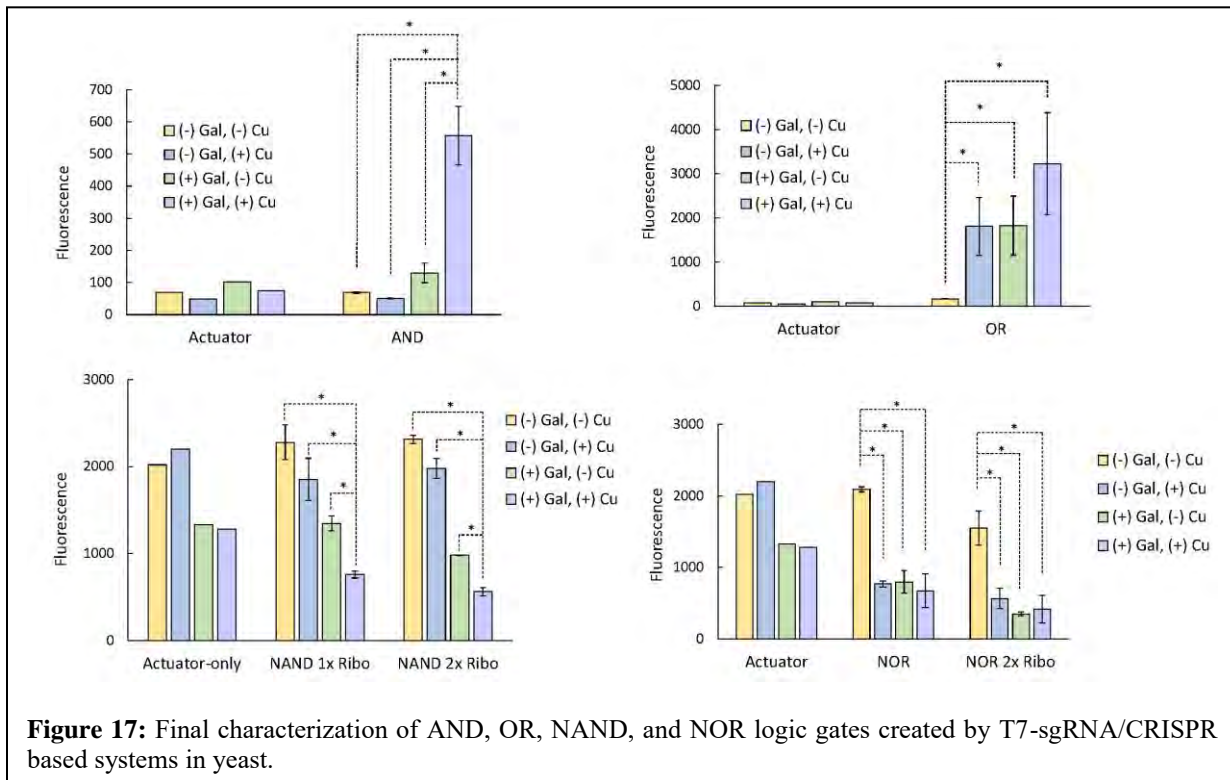 *
*
*
700
600
500
400
300
200
100
0
Fluorescence
(-) Gal, (-) Cu
(-) Gal, (+) Cu
(+) Gal, (-) Cu
(+) Gal, (+) Cu
Actuator
AND
*
*
*
5000
4000
3000
2000
1000
0
Fluorescence
(-) Gal, (-) Cu
(-) Gal, (+) Cu
(+) Gal, (-) Cu
(+) Gal, (+) Cu
Actuator
OR
3000
2000
1000
0
Fluorescence
*
*
*
*
*
*
(-) Gal, (-) Cu
(-) Gal, (+) Cu
(+) Gal, (-) Cu
(+) Gal, (+) Cu
Actuator-only
NAND 1x Ribo
NAND 2x Ribo
3000
2000
1000
0
Fluorescence
*
*
*
*
*
*
(-) Gal, (-) Cu
(-) Gal, (+) Cu
(+) Gal, (-) Cu
(+) Gal, (+) Cu
Actuator
NOR
NOR 2x Ribo
Figure 17: Final characterization of AND, OR, NAND, and NOR logic gates created by T7-sgRNA/CRISPR
based systems in yeast.